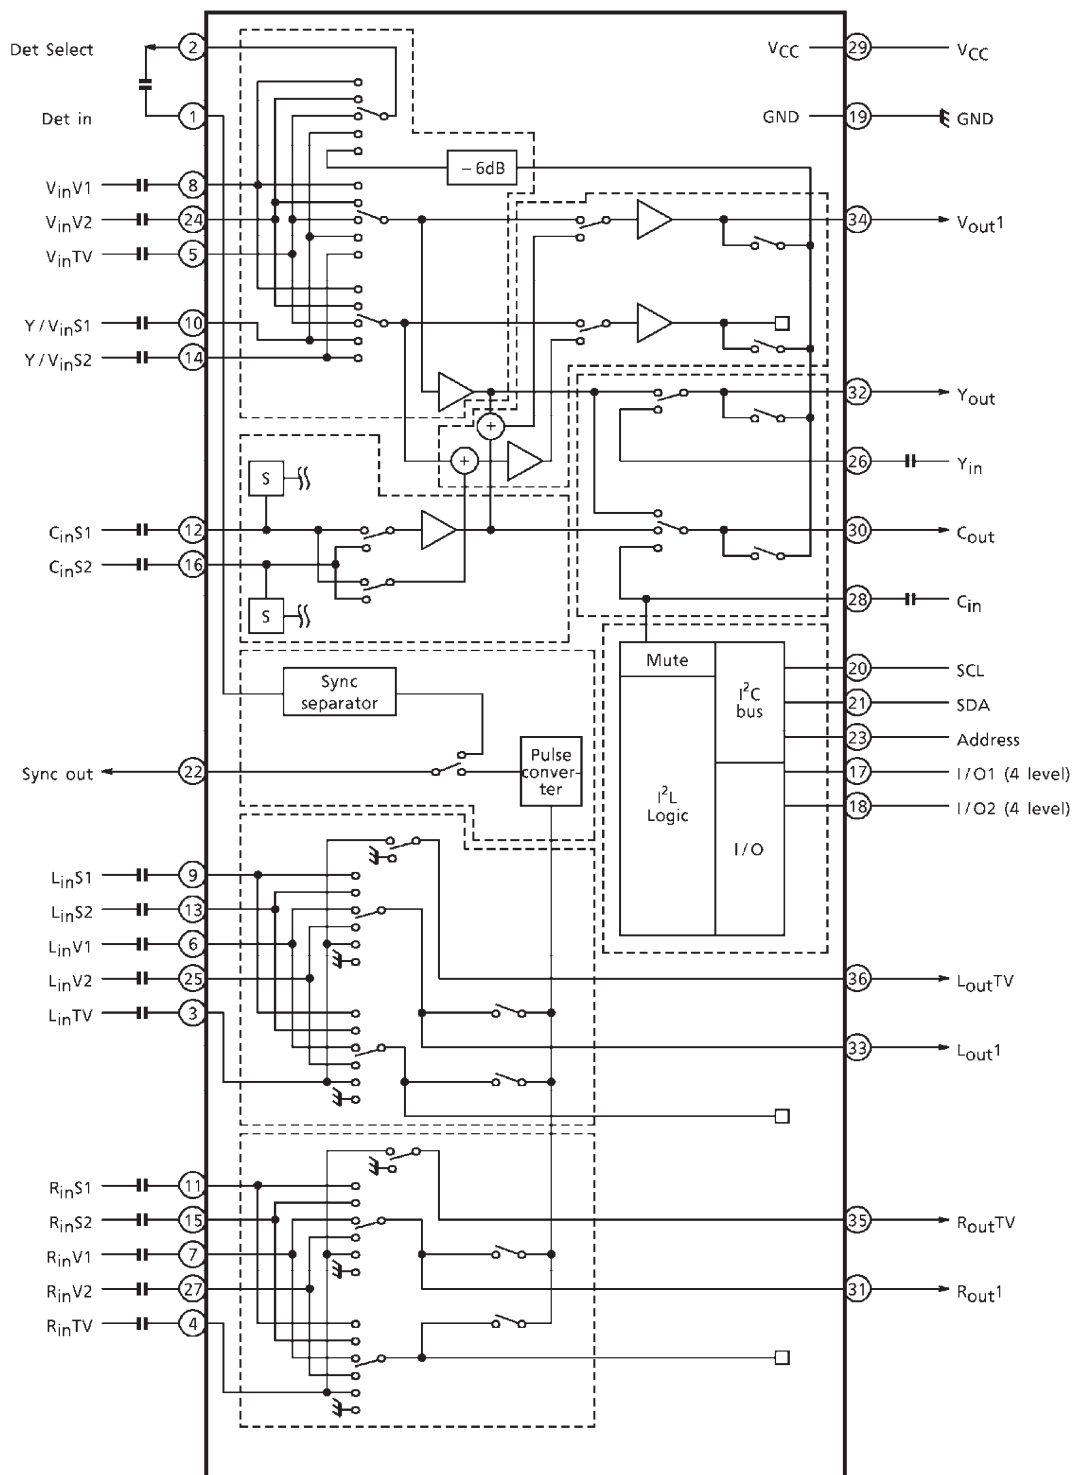 Det Select 2 VCC 29 VCC
Det in 1 GND 19 GND
−6dB
VinV1 8
VinV2 24 34 Vout1
VinTV 5
Y/VinS1 10
Y/VinS2 14
32 Yout
+
+ 26 Yin
S
CinS1 12 30 Cout
CinS2 16
28 Cin
S
Mute
20 SCL
Sync
separator
I2C
bus
21 SDA
23 Address
Sync out 22
Pulse
conver-
ter
17 I/O1 (4 level)
18 I/O2 (4 level)
I2L
Logic
I/O
LinS1 9
LinS2 13
LinV1 6
LinV2 25 36 LoutTV
LinTV 3
33 Lout1
RinS1 11
RinS2 15 35 RoutTV
RinV1 7
RinV2 27 31 Rout1
RinTV 4